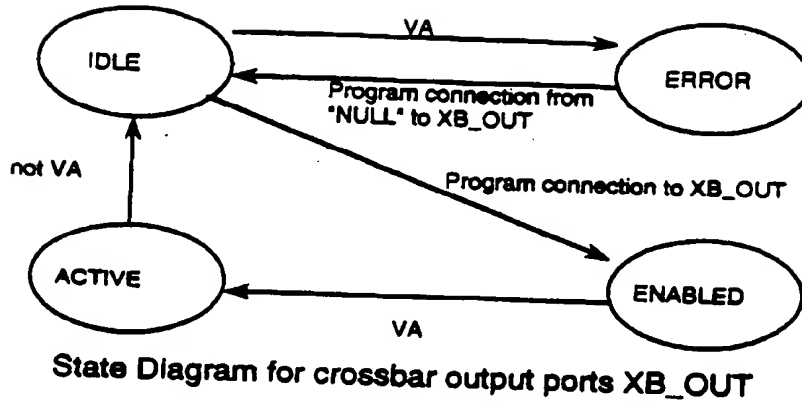 VA
IDLE
ERROR
Program connection from
"NULL" to XB_OUT
not VA
Program connection to XB_OUT
ACTIVE
ENABLED
VA
State Diagram for crossbar output ports XB_OUT